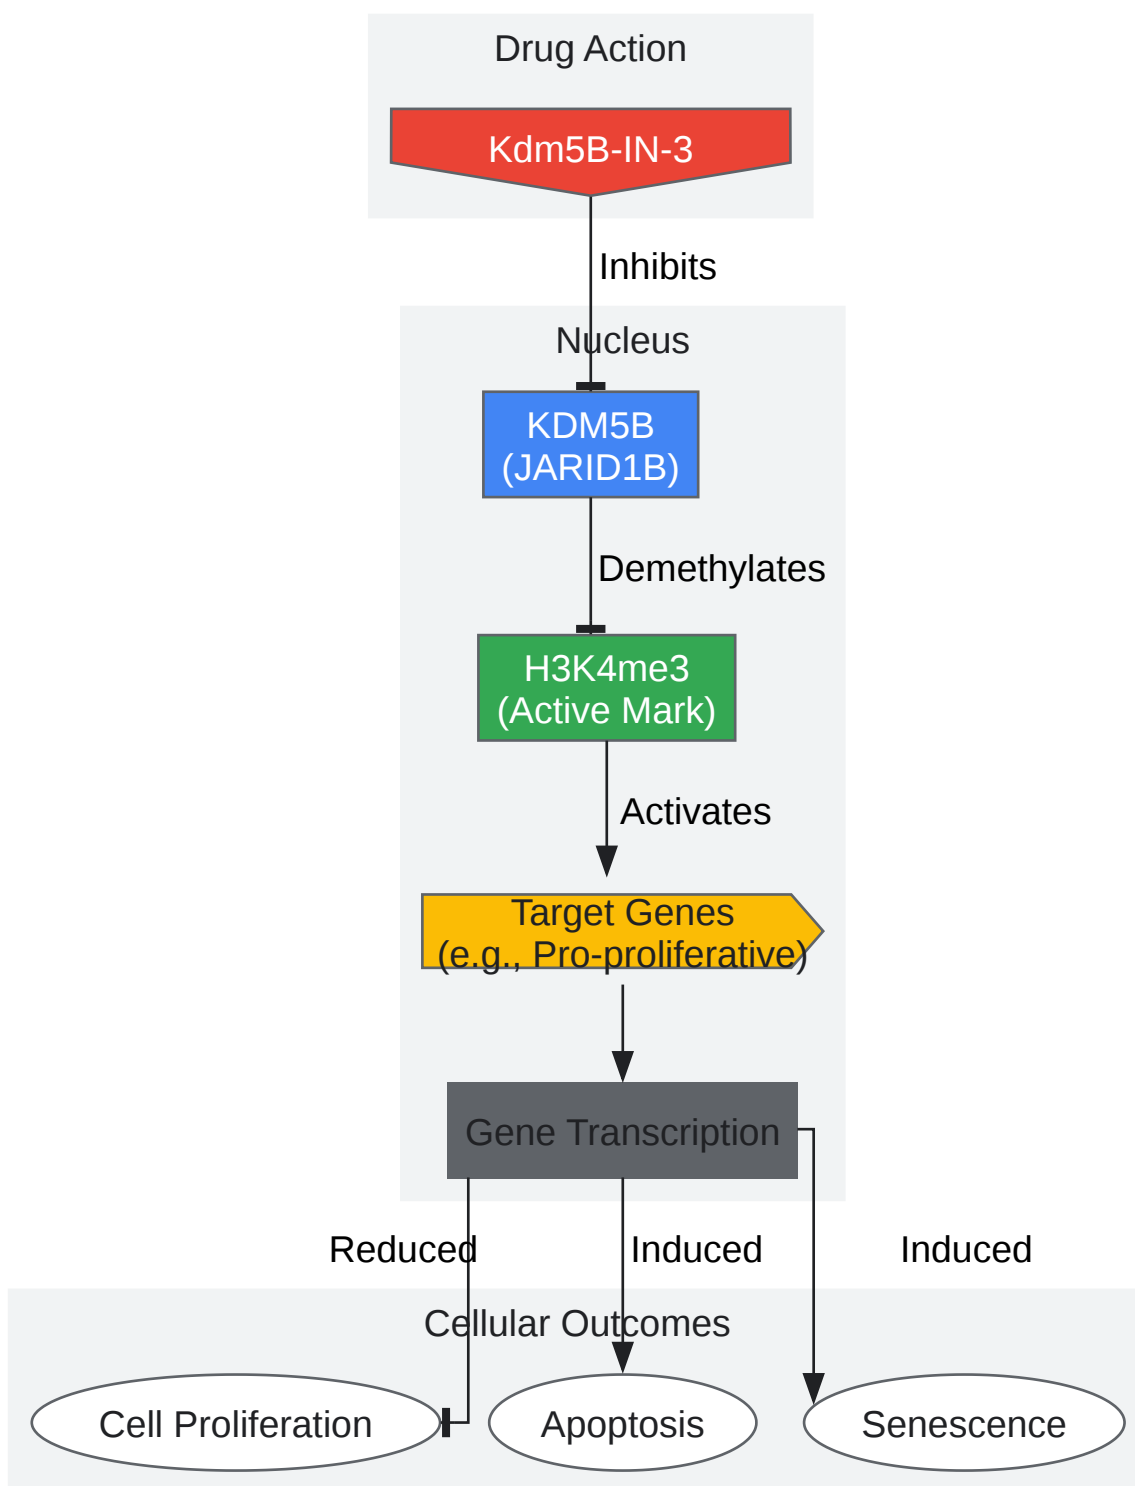 Drug Action
Kdm5B-IN-3
Inhibits
Nucleus
KDM5B
(JARID1B)
Demethylates
H3K4me3
(Active Mark)
Activates
Target Genes
(e.g., Pro-proliferative)
Gene Transcription
Reduced
Induced
Induced
Cellular Outcomes
Cell Proliferation
Apoptosis
Senescence